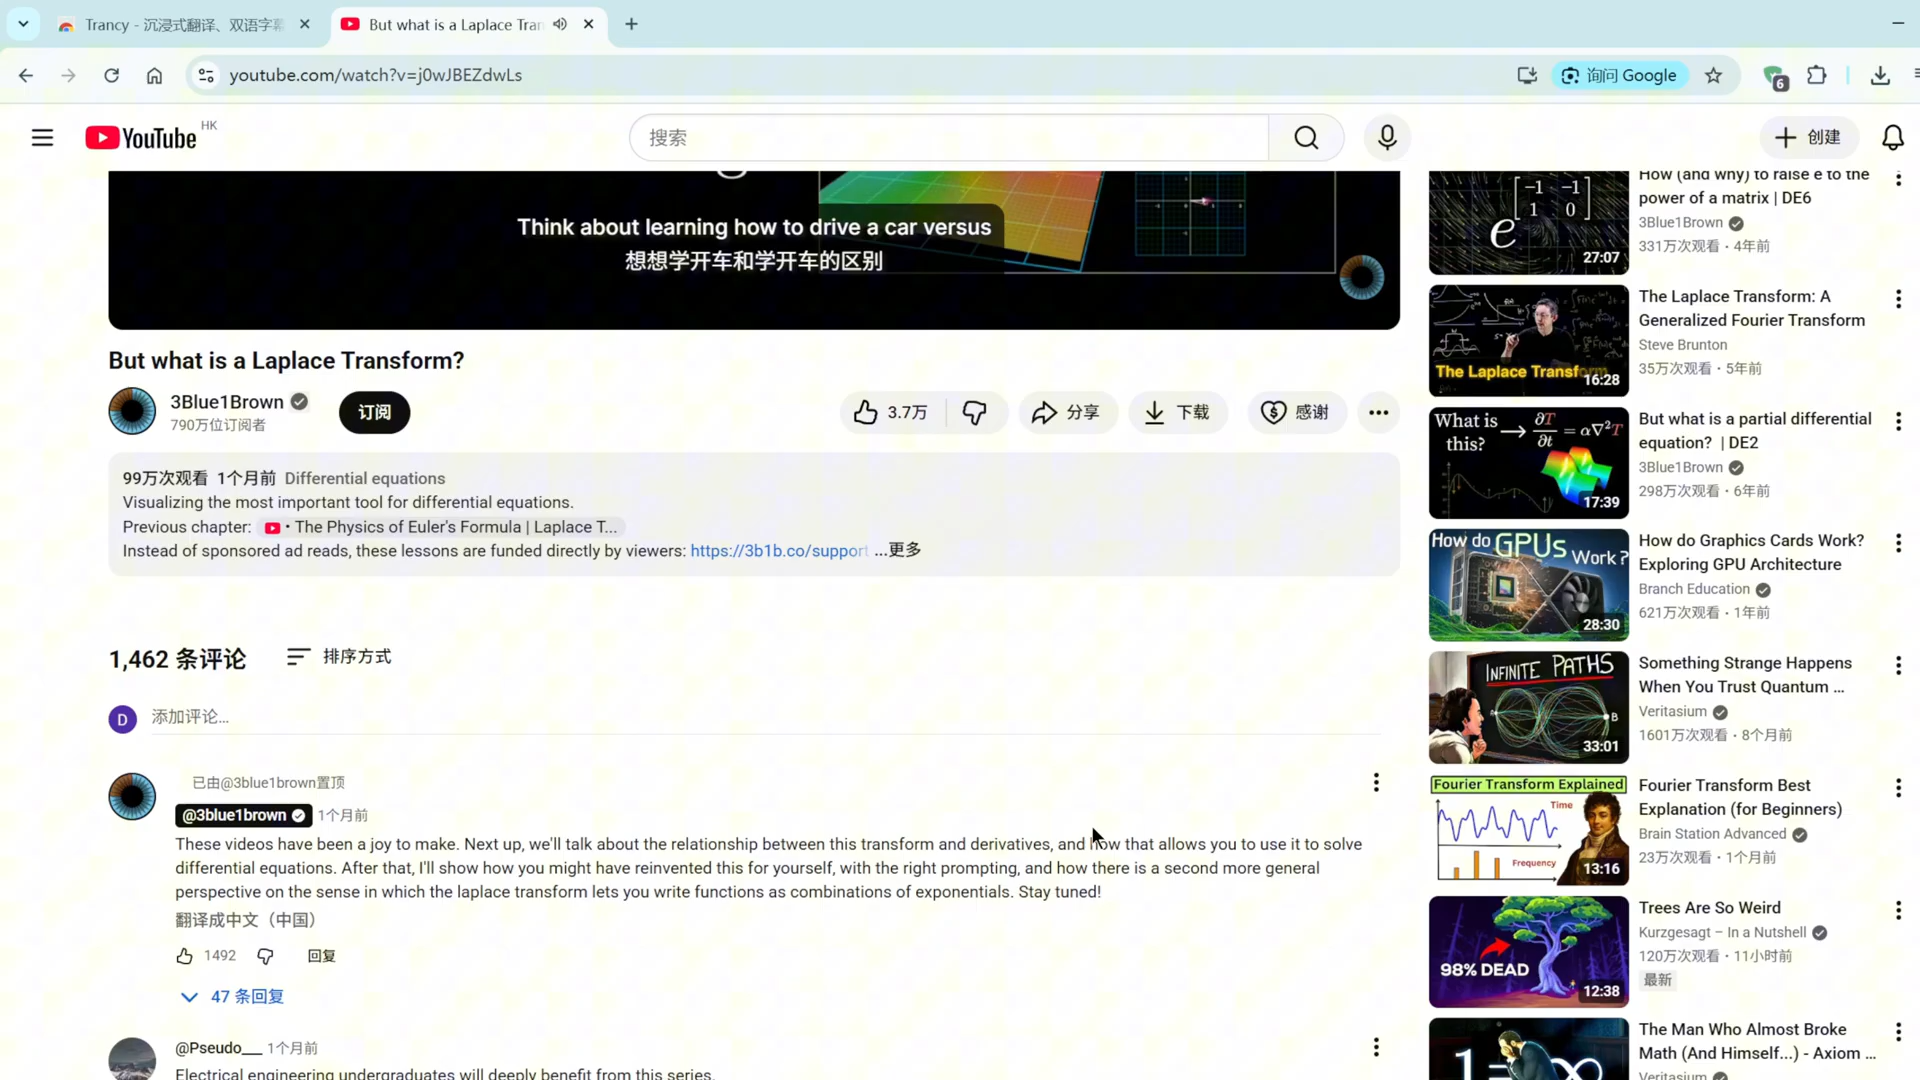 Trancy - 沉浸式翻译、双语字幕
But what is a Laplace Tran
youtube.com/watch?v=j0wJBEZdwLs
询问 Google
6
YouTube HK
搜索
创建
Think about learning how to drive a car versus
想想学开车和学开车的区别
But what is a Laplace Transform?
3Blue1Brown
790万位订阅者
订阅
3.7万
分享
下载
感谢
99万次观看 1个月前 Differential equations
Visualizing the most important tool for differential equations.
Previous chapter: • The Physics of Euler's Formula | Laplace T...
Instead of sponsored ad reads, these lessons are funded directly by viewers: https://3b1b.co/support ...更多
1,462 条评论
排序方式
D
添加评论…
已由@3blue1brown置顶
@3blue1brown 1个月前
These videos have been a joy to make. Next up, we'll talk about the relationship between this transform and derivatives, and how that allows you to use it to solve
differential equations. After that, I'll show how you might have reinvented this for yourself, with the right prompting, and how there is a second more general
perspective on the sense in which the laplace transform lets you write functions as combinations of exponentials. Stay tuned!
翻译成中文（中国）
1492
回复
47 条回复
@Pseudo___ 1个月前
Electrical engineering undergraduates will deeply benefit from this series.
e [-1 -1 1 0]
27:07
How (and why) to raise e to the
power of a matrix | DE6
3Blue1Brown
331万次观看・4年前
The Laplace Transform
16:28
The Laplace Transform: A
Generalized Fourier Transform
Steve Brunton
35万次观看・5年前
What is this? → ∂T/∂t = α∇²T
17:39
But what is a partial differential
equation? | DE2
3Blue1Brown
298万次观看・6年前
How do GPUs Work?
28:30
How do Graphics Cards Work?
Exploring GPU Architecture
Branch Education
621万次观看・1年前
INFINITE PATHS
A
B
33:01
Something Strange Happens
When You Trust Quantum ...
Veritasium
1601万次观看・8个月前
Fourier Transform Explained
Time
Frequency
13:16
Fourier Transform Best
Explanation (for Beginners)
Brain Station Advanced
23万次观看・1个月前
98% DEAD
12:38
Trees Are So Weird
Kurzgesagt – In a Nutshell
120万次观看・11小时前
最新
1 = ∞
The Man Who Almost Broke
Math (And Himself...) - Axiom ...
Veritasium